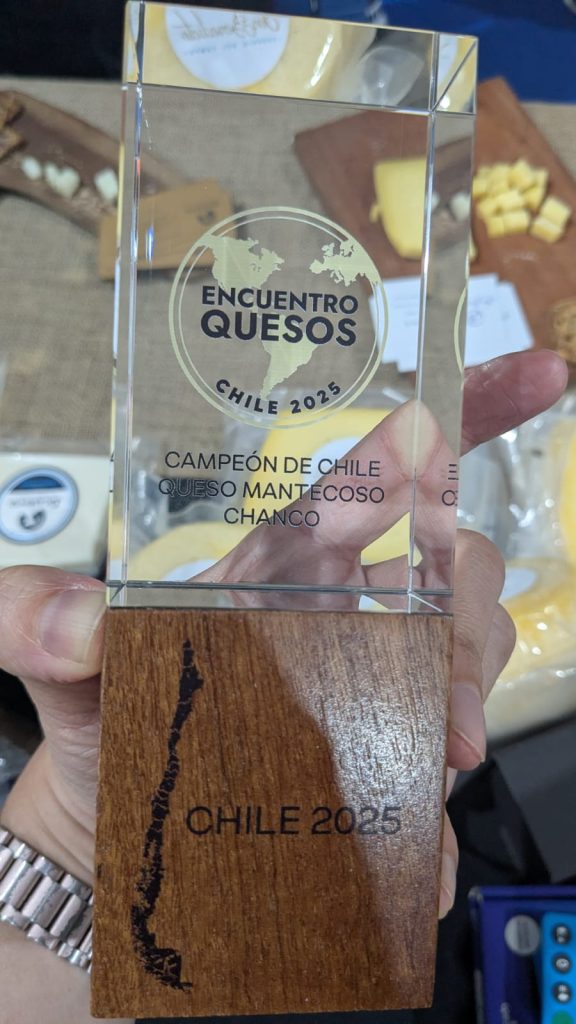 ENCUENTRO
QUESOS
CHILE 2025
CAMPEÓN DE CHILE
QUESO MANTECOSO
CHANCO
CHILE 2025